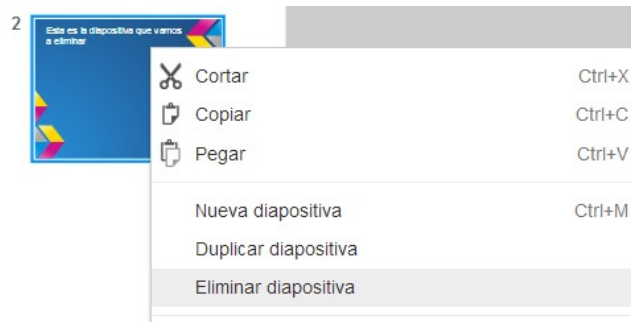 2
Esta es la diapositiva que vamos
a eliminar
Cortar Ctrl+X
Copiar Ctrl+C
Pegar Ctrl+V
Nueva diapositiva Ctrl+M
Duplicar diapositiva
Eliminar diapositiva